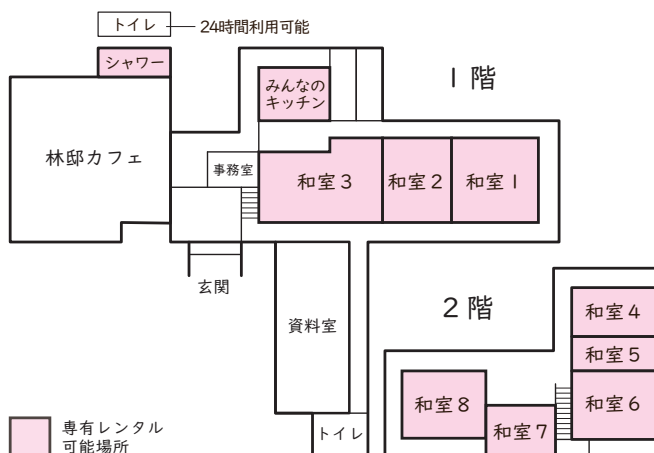 トイレ
24時間利用可能
シャワー
みんなの
キッチン
1階
林邸カフェ
事務室
和室3
和室2
和室1
玄関
資料室
2階
和室4
和室5
和室8
和室6
和室7
トイレ
専有レンタル
可能場所